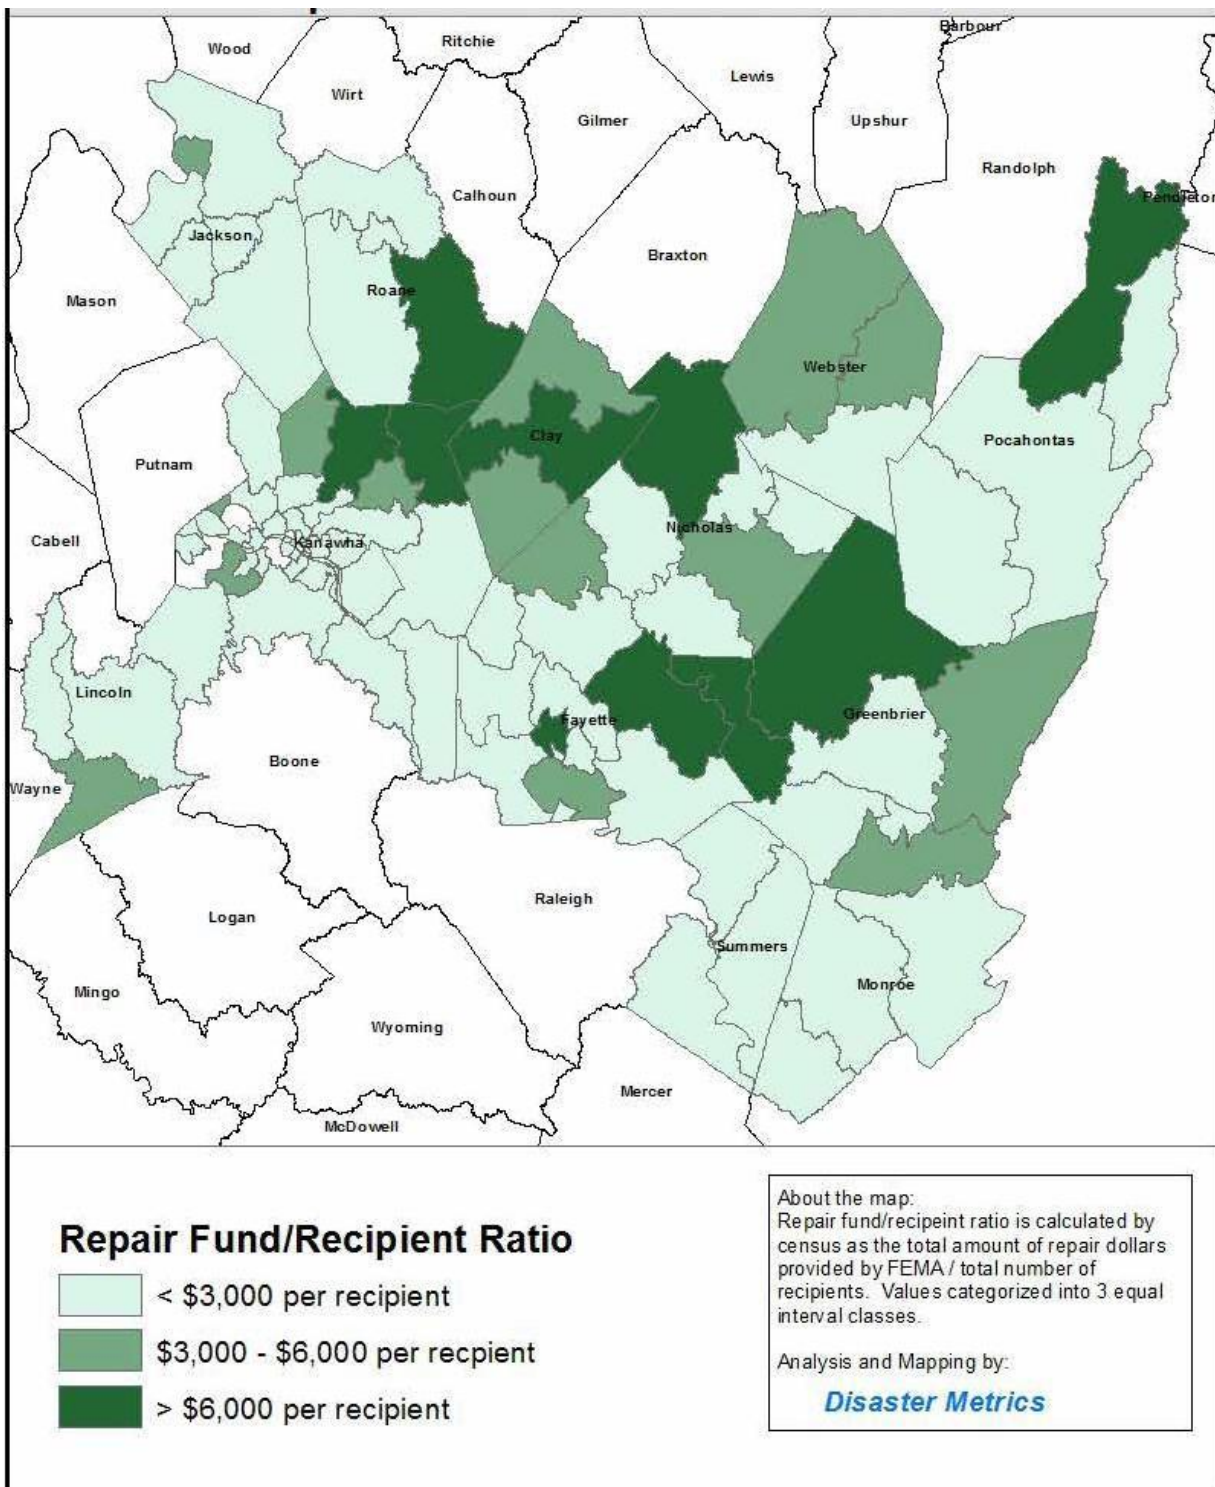 Barbour
Wood
Ritchie
Lewis
Wirt
Gilmer
Upshur
Randolph
Calhoun
Pendleton
Jackson
Braxton
Roane
Mason
Webster
Clay
Pocahontas
Putnam
Nicholas
Cabell
Kanawha
Lincoln
Greenbrier
Fayette
Boone
Wayne
Raleigh
Logan
Summers
Monroe
Mingo
Wyoming
Mercer
McDowell
Repair Fund/Recipient Ratio
< $3,000 per recipient
$3,000 - $6,000 per recpient
> $6,000 per recipient
About the map:
Repair fund/recipeint ratio is calculated by
census as the total amount of repair dollars
provided by FEMA / total number of
recipients. Values categorized into 3 equal
interval classes.
Analysis and Mapping by:
Disaster Metrics